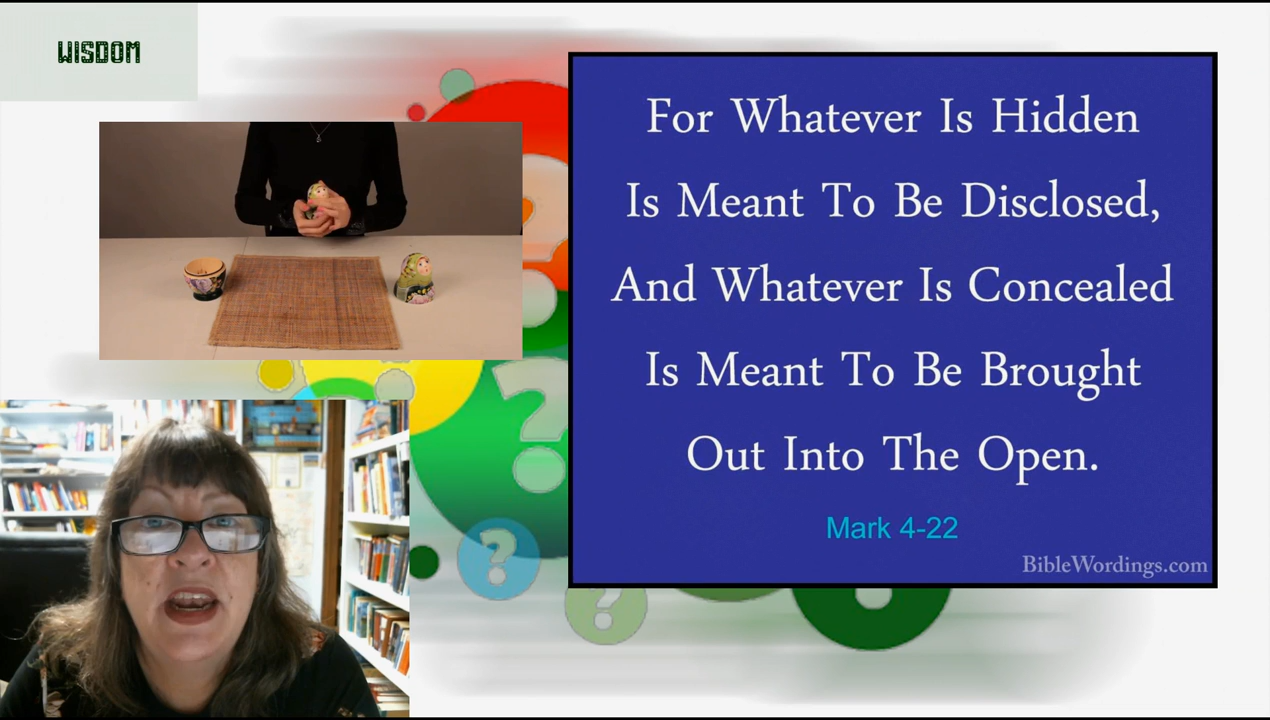 WISDOM
For Whatever Is Hidden
Is Meant To Be Disclosed,
And Whatever Is Concealed
Is Meant To Be Brought
Out Into The Open.
Mark 4-22
BibleWordings.com